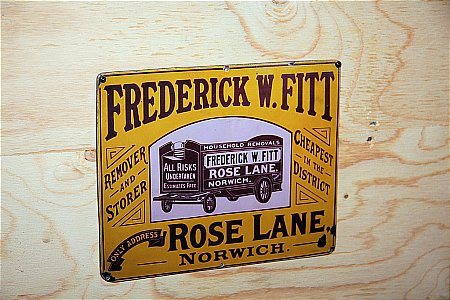 FREDERICK W. FITT
REMOVER
AND
STORER
HOUSEHOLD REMOVALS
ALL RISKS
UNDERTAKEN
ESTIMATES FREE
FREDERICK W. FITT
ROSE LANE.
NORWICH.
CHEAPEST
IN THE
DISTRICT
ONLY ADDRESS
ROSE LANE.
NORWICH.